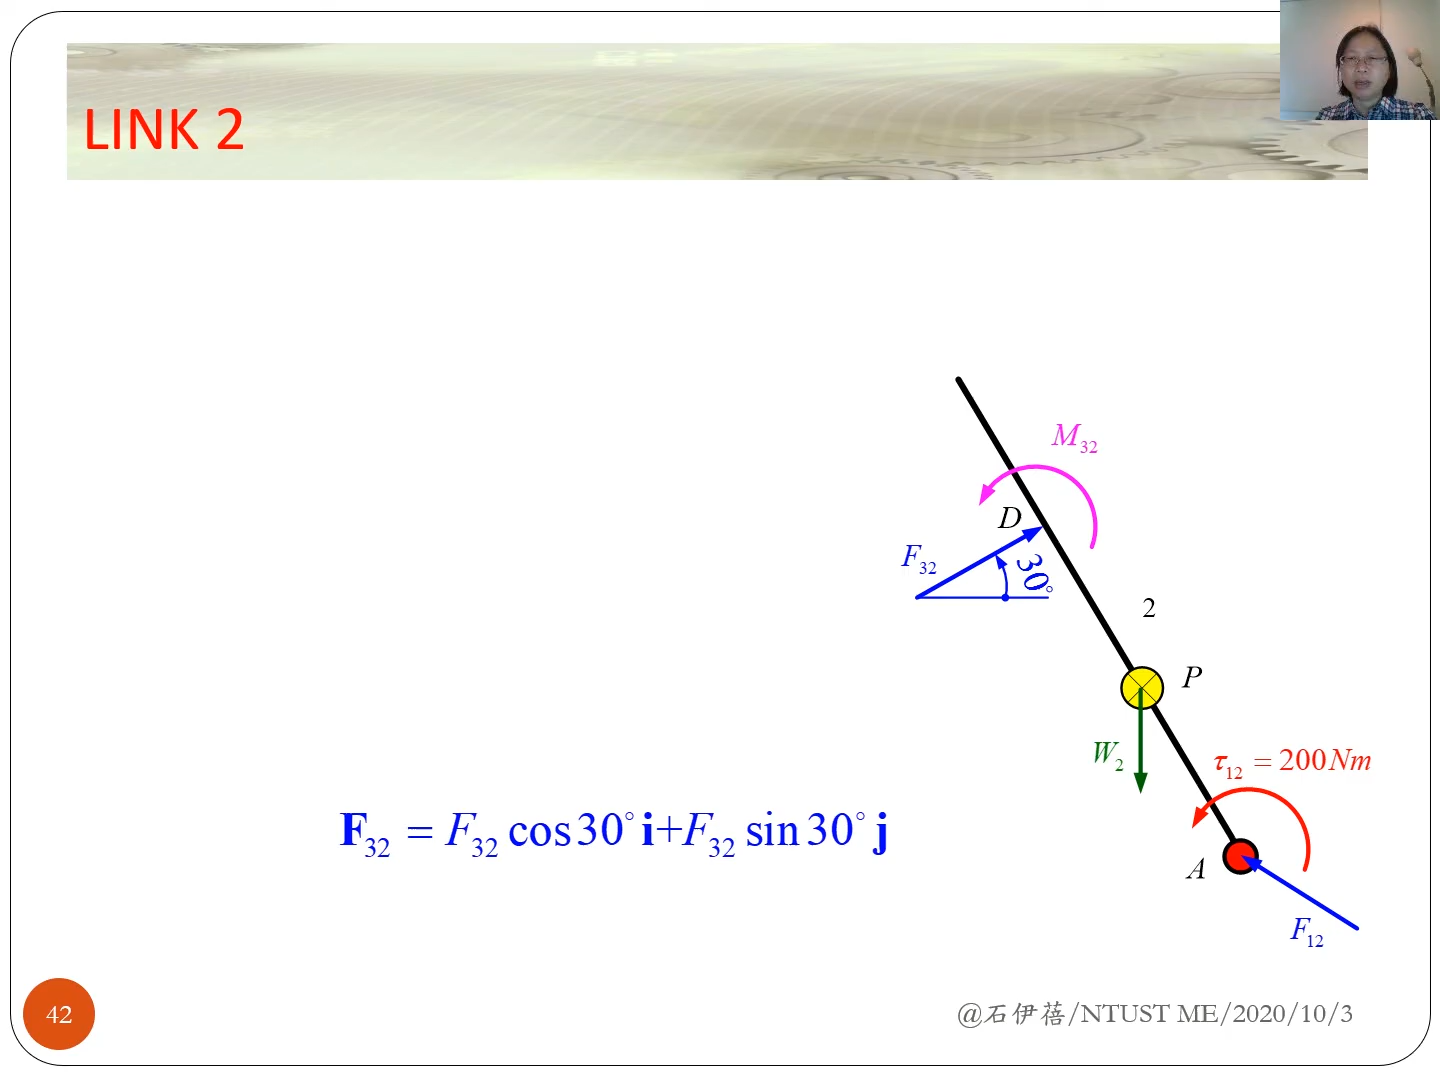 LINK 2
M32
D
F32
30°
2
P
W2
τ12 = 200Nm
F32 = F32 cos30° i+F32 sin30° j
A
F12
42
@石伊蓓/NTUST ME/2020/10/3